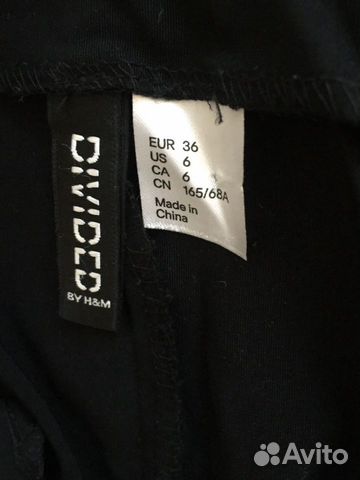 DIVIDED
BY H&M
EUR 36
US 6
CA 6
CN 165/68A
Made in
China
Avito